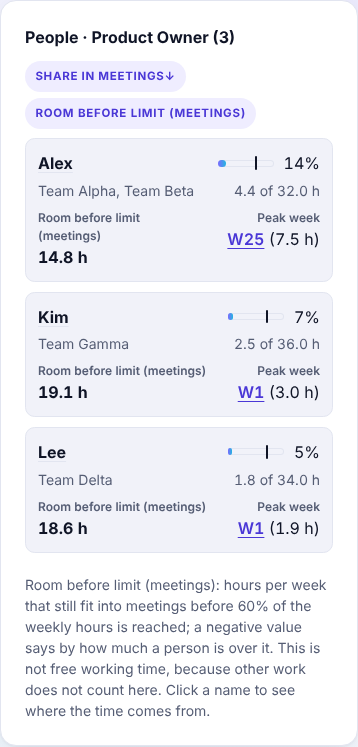 People · Product Owner (3)
SHARE IN MEETINGS↓
ROOM BEFORE LIMIT (MEETINGS)
Alex 14%
Team Alpha, Team Beta 4.4 of 32.0 h
Room before limit (meetings) Peak week
14.8 h W25 (7.5 h)
Kim 7%
Team Gamma 2.5 of 36.0 h
Room before limit (meetings) Peak week
19.1 h W1 (3.0 h)
Lee 5%
Team Delta 1.8 of 34.0 h
Room before limit (meetings) Peak week
18.6 h W1 (1.9 h)
Room before limit (meetings): hours per week
that still fit into meetings before 60% of the
weekly hours is reached; a negative value
says by how much a person is over it. This is
not free working time, because other work
does not count here. Click a name to see
where the time comes from.